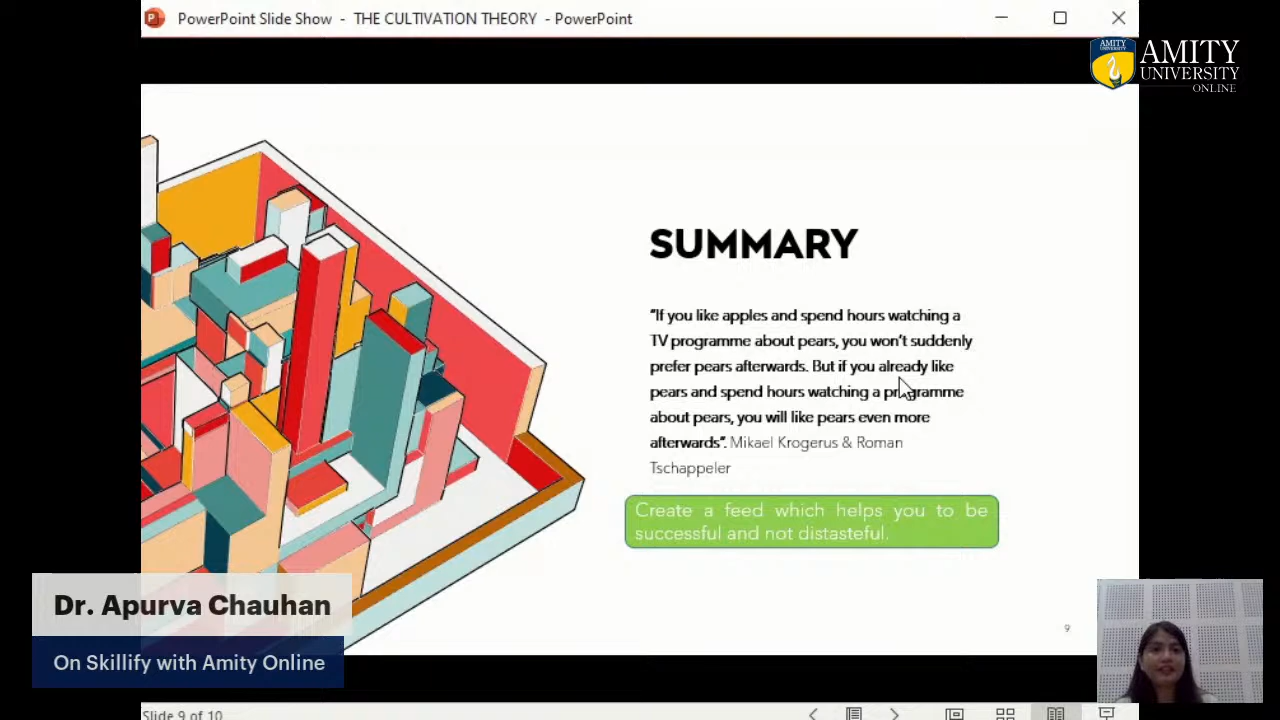 PowerPoint Slide Show - THE CULTIVATION THEORY - PowerPoint
AMITY
UNIVERSITY
AMITY
UNIVERSITY
ONLINE
SUMMARY
“If you like apples and spend hours watching a
TV programme about pears, you won’t suddenly
prefer pears afterwards. But if you already like
pears and spend hours watching a programme
about pears, you will like pears even more
afterwards”. Mikael Krogerus & Roman
Tschappeler
Create a feed which helps you to be
successful and not distasteful.
Dr. Apurva Chauhan
On Skillify with Amity Online
9
Slide 9 of 10